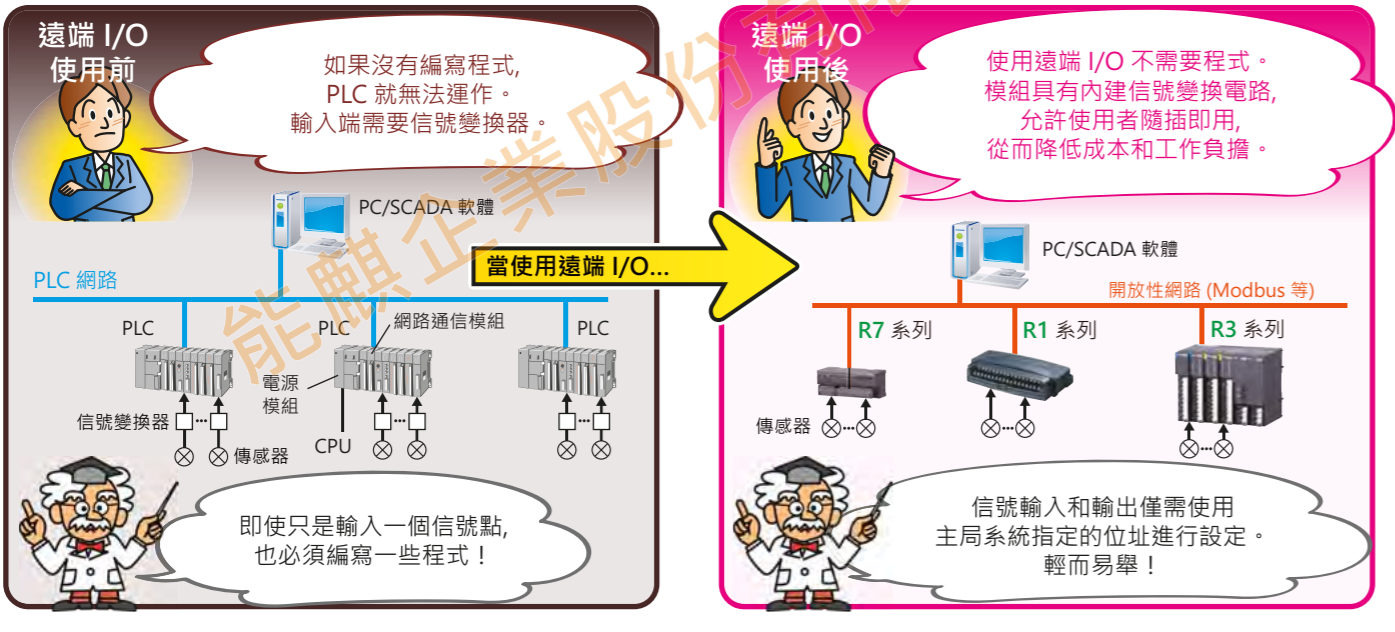 遠端 I/O
使用前
如果沒有編寫程式,
PLC 就無法運作。
輸入端需要信號變換器。
PC/SCADA 軟體
PLC 網路
PLC
PLC
網路通信模組
PLC
電源
模組
信號變換器
傳感器
CPU
即使只是輸入一個信號點,
也必須編寫一些程式！
當使用遠端 I/O...
遠端 I/O
使用後
使用遠端 I/O 不需要程式。
模組具有內建信號變換電路,
允許使用者隨插即用,
從而降低成本和工作負擔。
PC/SCADA 軟體
開放性網路 (Modbus 等)
R7 系列
R1 系列
R3 系列
傳感器
信號輸入和輸出僅需使用
主局系統指定的位址進行設定。
輕而易舉！
能麒企業股份有限